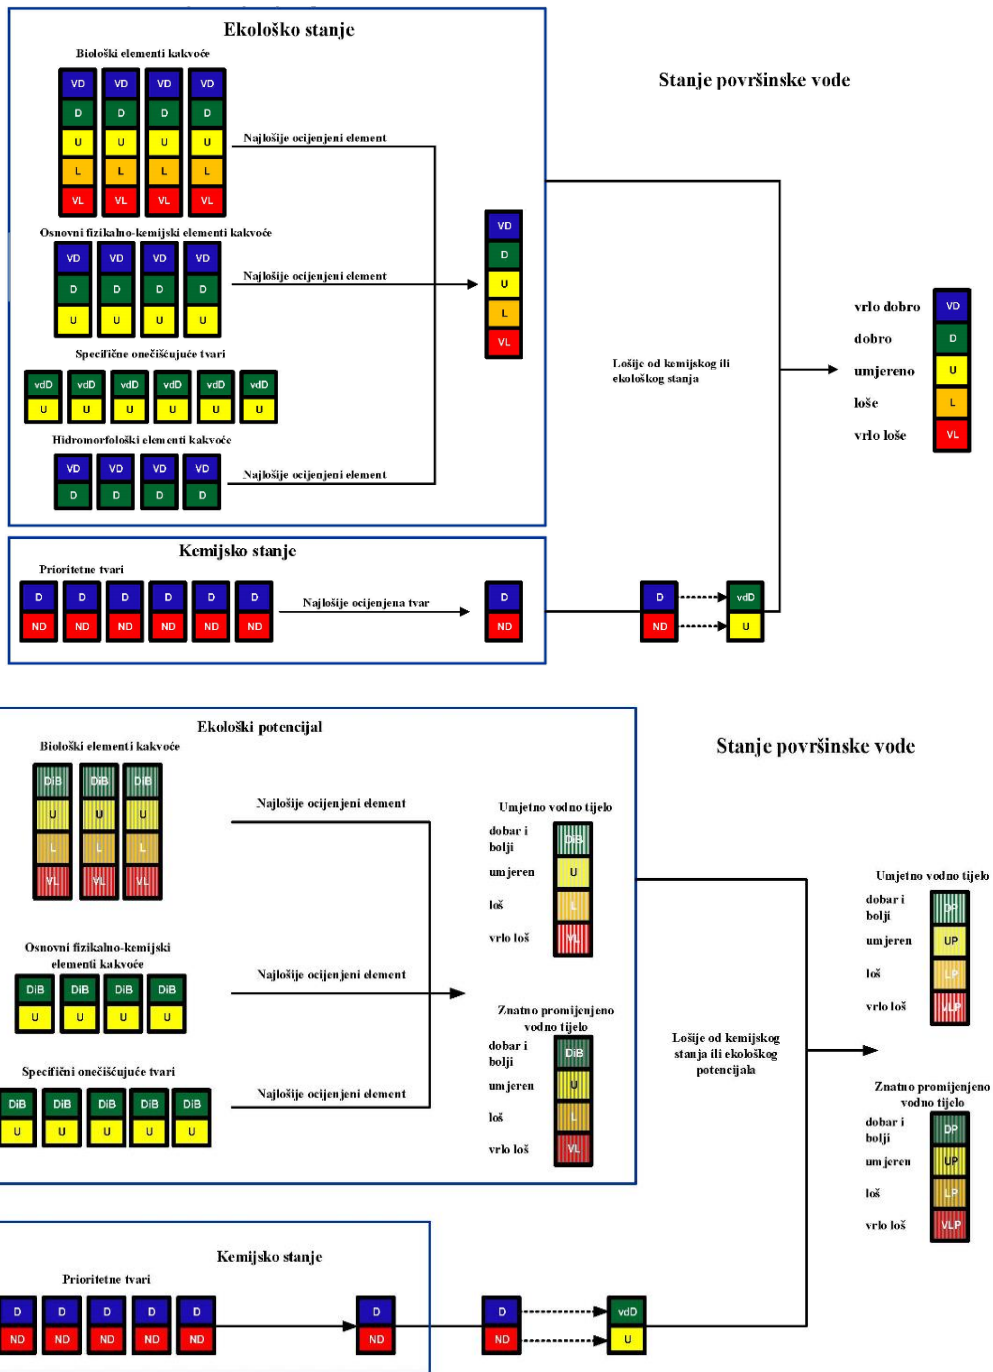 Ekološko stanje
Biološki elementi kakvoće
VD VD VD VD
D D D D
U U U U
L L L L
VL VL VL VL
Najlošije ocijenjeni element
Osnovni fizikalno-kemijski elementi kakvoće
VD VD VD VD
D D D D
U U U U
Najlošije ocijenjeni element
Specifične onečišćujuće tvari
vdD vdD vdD vdD vdD vdD
U U U U U U
Hidromorfološki elementi kakvoće
VD VD VD VD
D D D D
Najlošije ocijenjeni element
VD
D
U
L
VL
Stanje površinske vode
Lošije od kemijskog ili
ekološkog stanja
vrlo dobro VD
dobro D
umjereno U
loše L
vrlo loše VL
Kemijsko stanje
Prioritetne tvari
D D D D D D
ND ND ND ND ND ND
Najlošije ocijenjena tvar
D
ND
D
ND
vdD
U
Ekološki potencijal
Biološki elementi kakvoće
DiB DiB DiB
U U U
L L L
VL VL VL
Najlošije ocijenjeni element
Osnovni fizikalno-kemijski
elementi kakvoće
DiB DiB DiB DiB
U U U U
Najlošije ocijenjeni element
Specifični onečišćujuće tvari
DiB DiB DiB DiB DiB
U U U U U
Najlošije ocijenjeni element
Umjetno vodno tijelo
dobar i
bolji DiB
umjeren U
loš L
vrlo loš VL
Znatno promijenjeno
vodno tijelo
dobar i
bolji DiB
umjeren U
loš L
vrlo loš VL
Stanje površinske vode
Lošije od kemijskog
stanja ili ekološkog
potencijala
Umjetno vodno tijelo
dobar i
bolji DP
umjeren UP
loš LP
vrlo loš VLP
Znatno promijenjeno
vodno tijelo
dobar i
bolji DP
umjeren UP
loš LP
vrlo loš VLP
Kemijsko stanje
Prioritetne tvari
D D D D D
ND ND ND ND ND
D
ND
D
ND
vdD
U